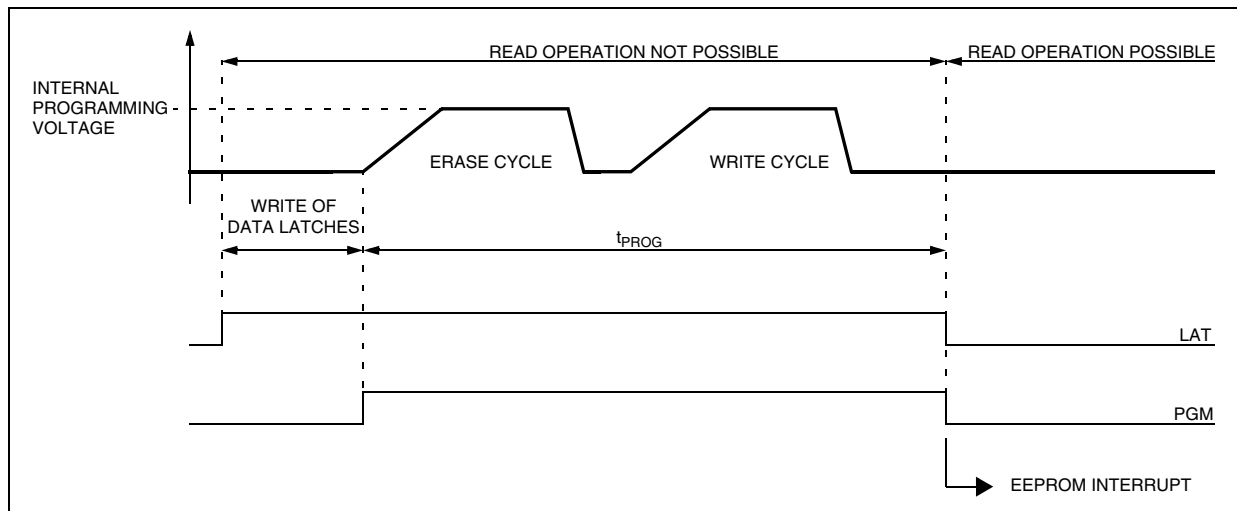 READ OPERATION NOT POSSIBLE
READ OPERATION POSSIBLE
INTERNAL
PROGRAMMING
VOLTAGE
ERASE CYCLE
WRITE CYCLE
WRITE OF
DATA LATCHES
tPROG
LAT
PGM
EEPROM INTERRUPT